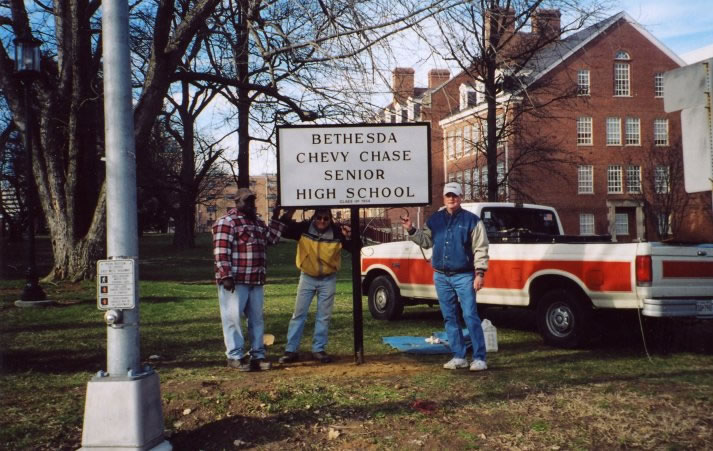 BETHESDA
CHEVY CHASE
SENIOR
HIGH SCHOOL